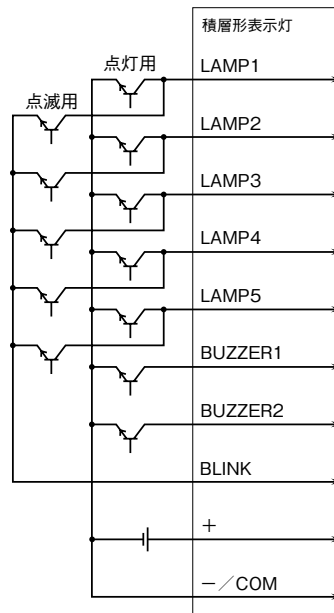 積層形表示灯
点灯用
LAMP1
点滅用
LAMP2
LAMP3
LAMP4
LAMP5
BUZZER1
BUZZER2
BLINK
+
−／COM